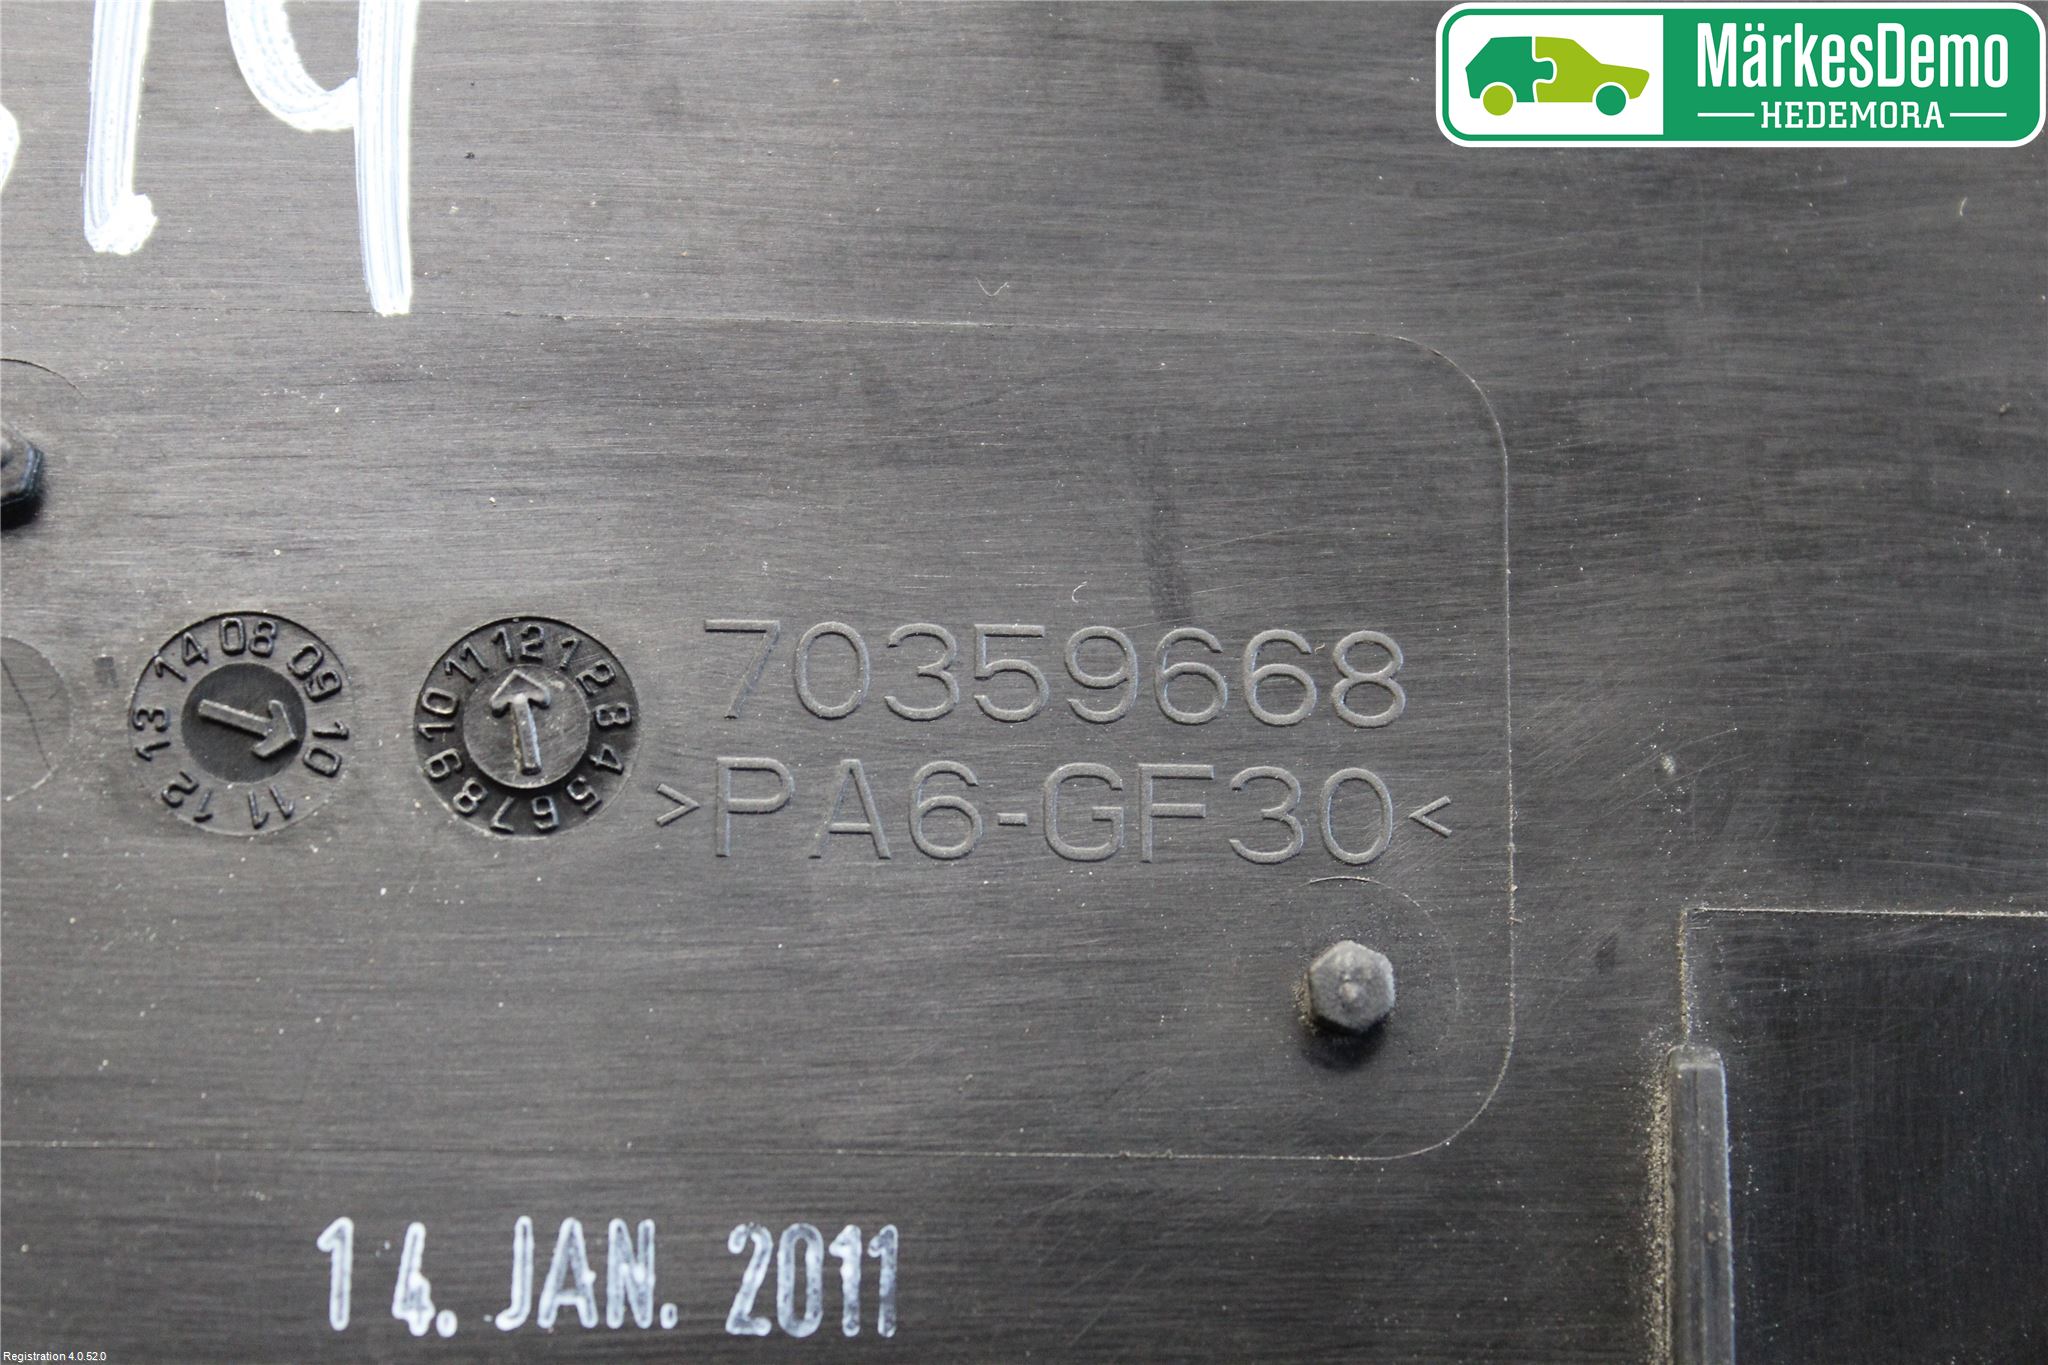 MärkesDemo
HEDEMORA
14 08 09 10 11 12 13
12 1 2 3 4 5 6 7 8 9 10 11
70359668
>PA6-GF30<
14. JAN. 2011
Registration 4.0.52.0